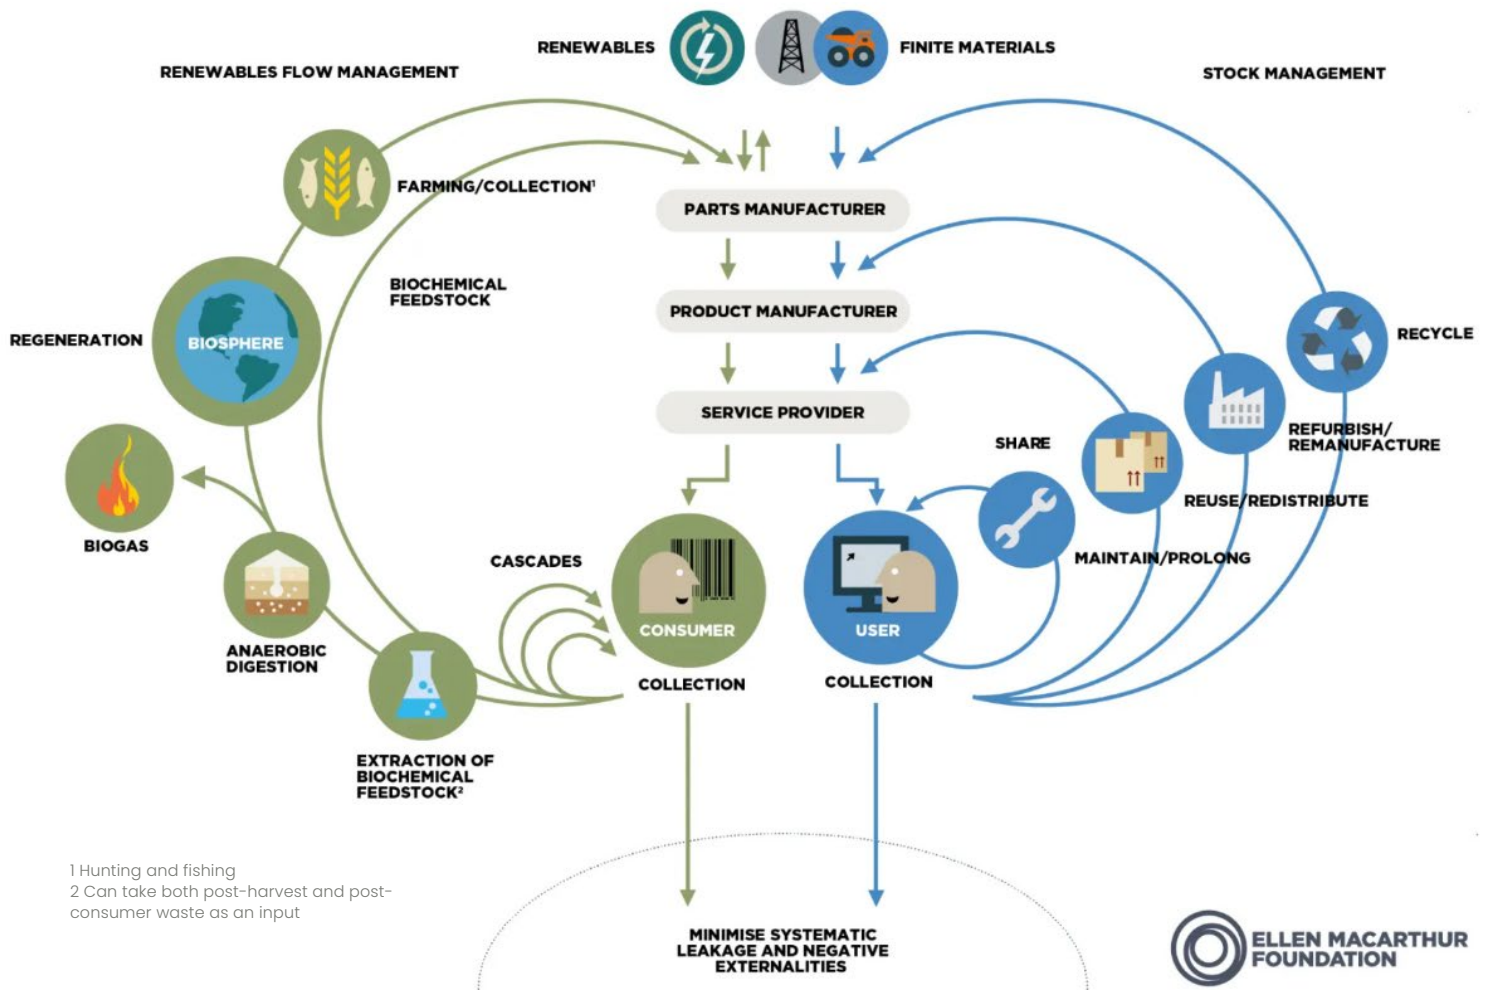 RENEWABLES
FINITE MATERIALS
RENEWABLES FLOW MANAGEMENT
STOCK MANAGEMENT
FARMING/COLLECTION¹
PARTS MANUFACTURER
BIOCHEMICAL
FEEDSTOCK
PRODUCT MANUFACTURER
REGENERATION
BIOSPHERE
RECYCLE
SERVICE PROVIDER
SHARE
REFURBISH/
REMANUFACTURE
REUSE/REDISTRIBUTE
BIOGAS
CASCADES
MAINTAIN/PROLONG
CONSUMER
USER
ANAEROBIC
DIGESTION
COLLECTION
COLLECTION
EXTRACTION OF
BIOCHEMICAL
FEEDSTOCK²
1 Hunting and fishing
2 Can take both post-harvest and post-
consumer waste as an input
MINIMISE SYSTEMATIC
LEAKAGE AND NEGATIVE
EXTERNALITIES
ELLEN MACARTHUR
FOUNDATION